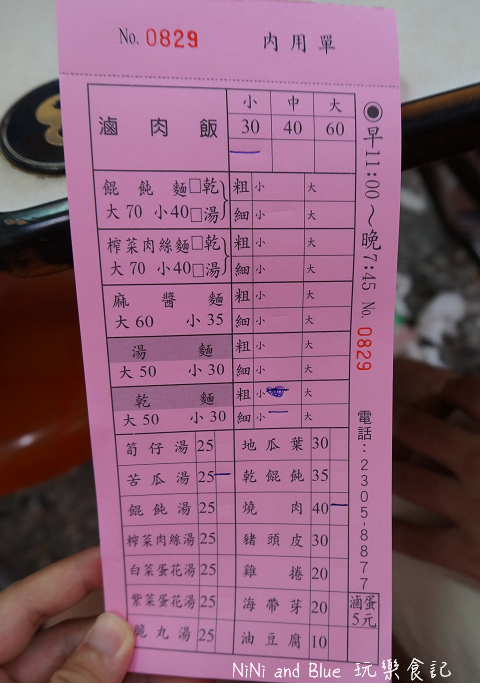 No. 0829 內用單
滷肉飯 小 中 大
30 40 60
餛飩麵 □乾 粗 小 大
大 70 小 40 □湯 細 小 大
榨菜肉絲麵 □乾 粗 小 大
大 70 小 40 □湯 細 小 大
麻醬麵 粗 小 大
大 60 小 35 細 小 大
湯麵 粗 小 大
大 50 小 30 細 小 大
乾麵 粗 小 大
大 50 小 30 細 小 大
筍仔湯 25 地瓜葉 30
苦瓜湯 25 乾餛飩 35
餛飩湯 25 燒肉 40
榨菜肉絲湯 25 豬頭皮 30
白菜蛋花湯 25 雞捲 20
紫菜蛋花湯 25 海帶芽 20
脆丸湯 25 油豆腐 10
◉早11:00~晚7:45 No. 0829
電話:2305-8877
滷蛋
5元
NiNi and Blue 玩樂食記